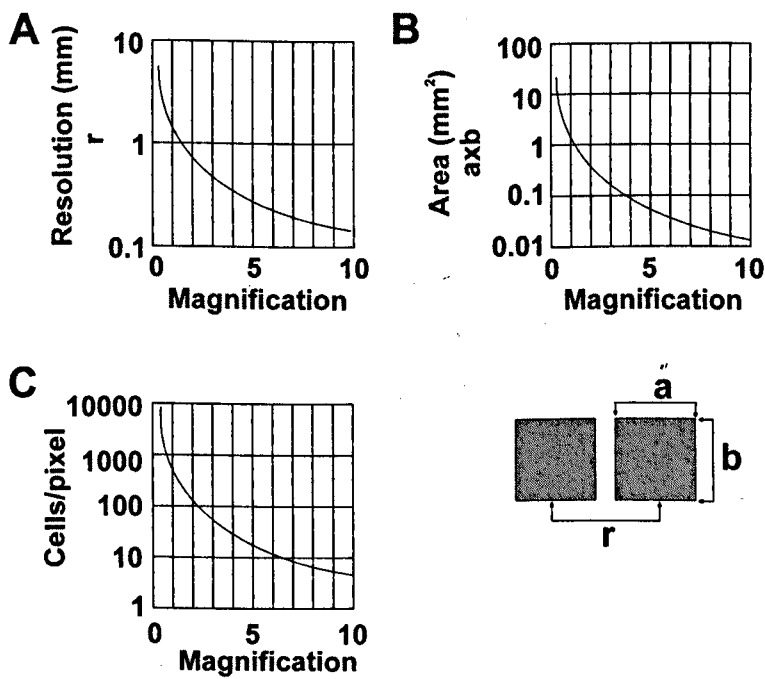 A
Resolution (mm)
r
10
1
0.1
0 5 10
Magnification
B
Area (mm²)
axb
100
10
1
0.1
0.01
0 5 10
Magnification
C
Cells/pixel
10000
1000
100
10
1
0 5 10
Magnification
a
b
r